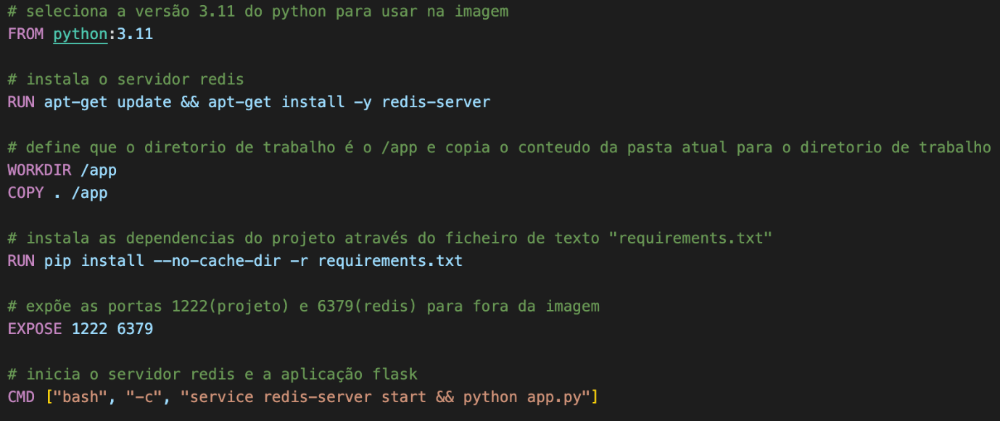 # seleciona a versão 3.11 do python para usar na imagem
FROM python:3.11
# instala o servidor redis
RUN apt-get update && apt-get install -y redis-server
# define que o diretorio de trabalho é o /app e copia o conteudo da pasta atual para o diretorio de trabalho
WORKDIR /app
COPY . /app
# instala as dependencias do projeto através do ficheiro de texto "requirements.txt"
RUN pip install --no-cache-dir -r requirements.txt
# expõe as portas 1222(projeto) e 6379(redis) para fora da imagem
EXPOSE 1222 6379
# inicia o servidor redis e a aplicação flask
CMD ["bash", "-c", "service redis-server start && python app.py"]